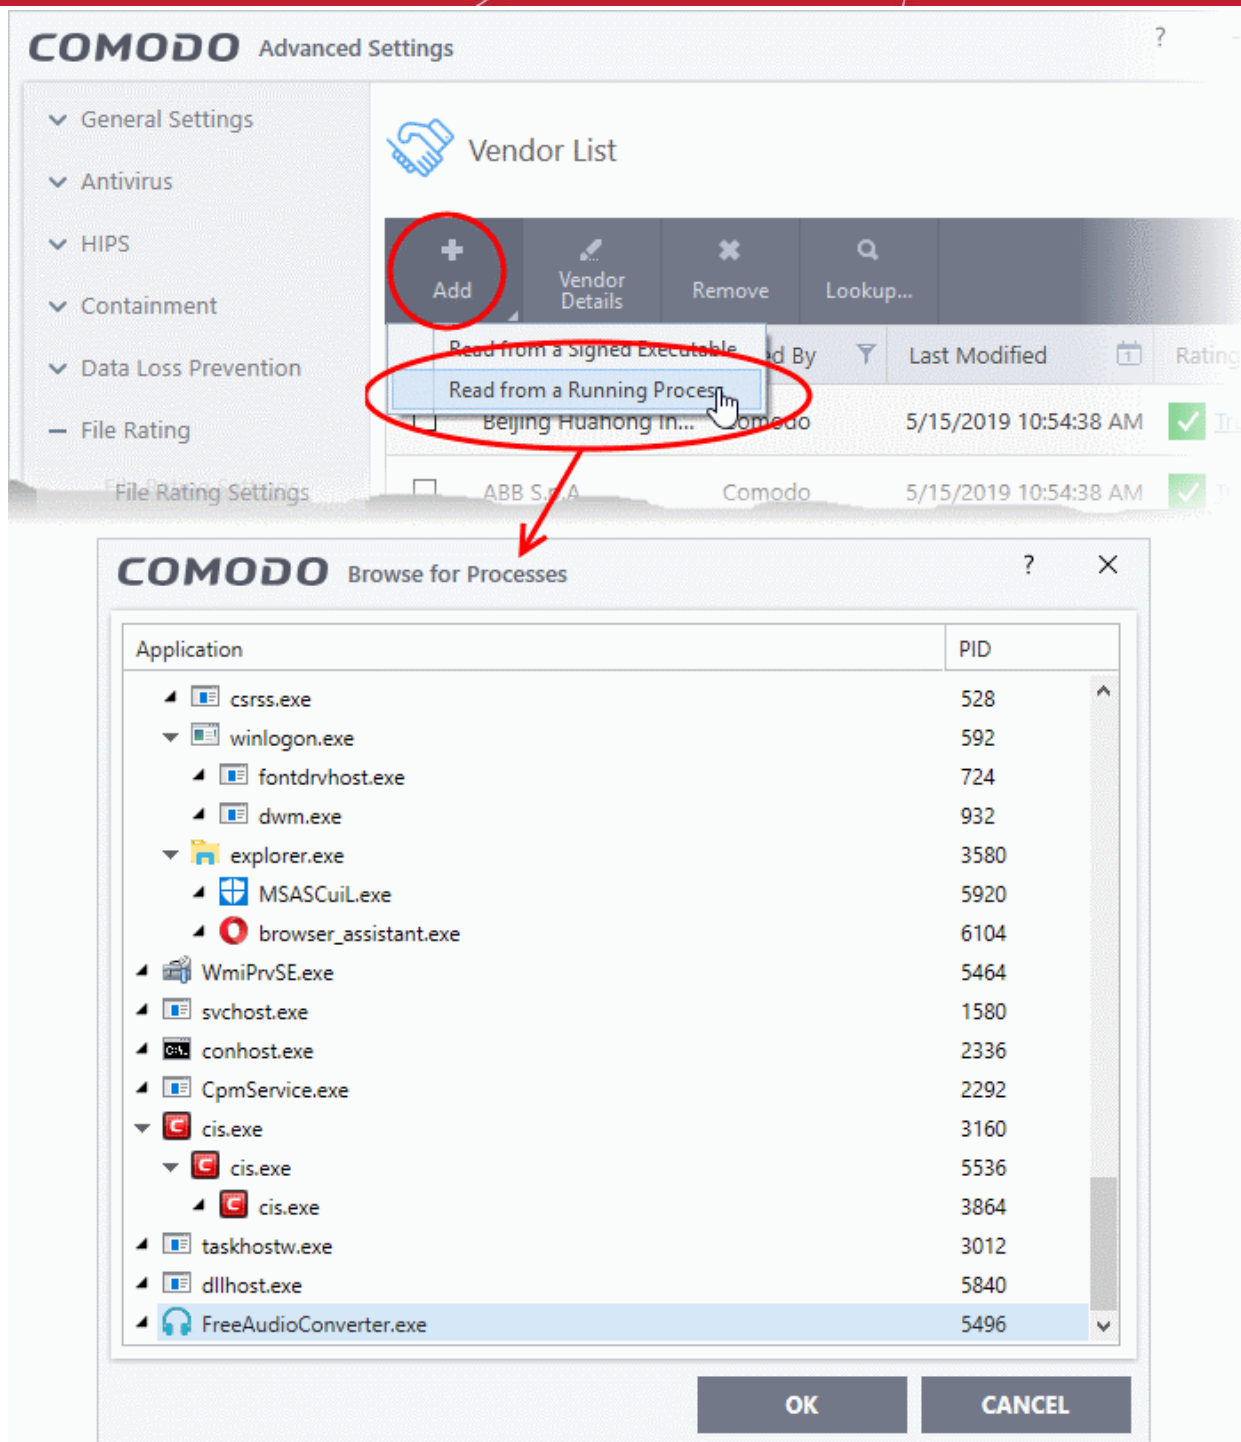 COMODO Advanced Settings ?
General Settings
Antivirus
HIPS
Containment
Data Loss Prevention
File Rating
File Rating Settings
Vendor List
Add
Vendor Details
Remove
Lookup...
Read from a Signed Executable
Read from a Running Process
ed By Last Modified Rating
Beijing Huahong In... Comodo 5/15/2019 10:54:38 AM
ABB S.p.A Comodo 5/15/2019 10:54:38 AM
COMODO Browse for Processes ?
Application PID
csrss.exe 528
winlogon.exe 592
fontdrvhost.exe 724
dwm.exe 932
explorer.exe 3580
MSASCuiL.exe 5920
browser_assistant.exe 6104
WmiPrvSE.exe 5464
svchost.exe 1580
conhost.exe 2336
CpmService.exe 2292
cis.exe 3160
cis.exe 5536
cis.exe 3864
taskhostw.exe 3012
dllhost.exe 5840
FreeAudioConverter.exe 5496
OK CANCEL